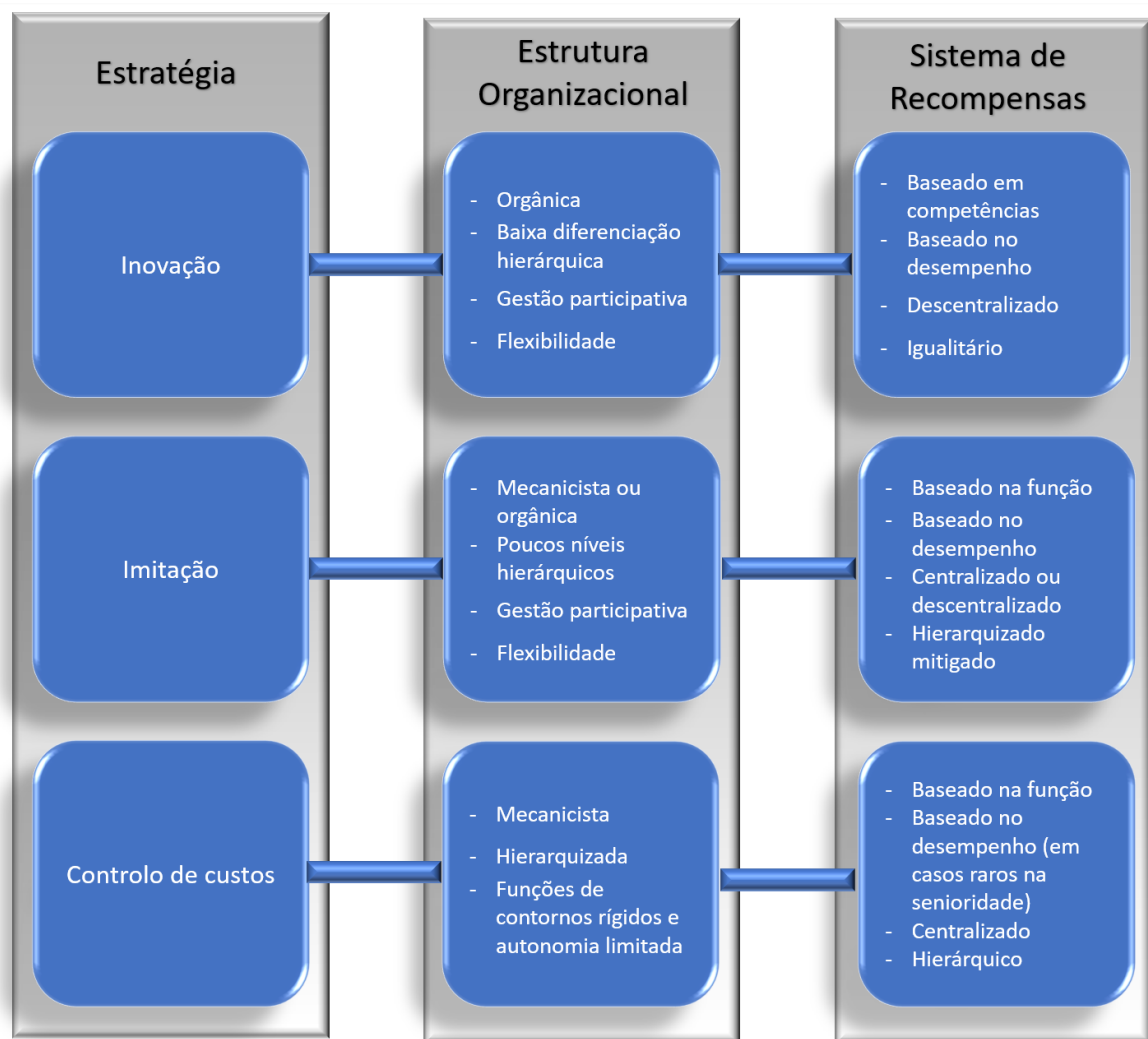 Estratégia
Estrutura
Organizacional
Sistema de
Recompensas
Inovação
- Orgânica
- Baixa diferenciação
hierárquica
- Gestão participativa
- Flexibilidade
- Baseado em
competências
- Baseado no
desempenho
- Descentralizado
- Igualitário
Imitação
- Mecanicista ou
orgânica
- Poucos níveis
hierárquicos
- Gestão participativa
- Flexibilidade
- Baseado na função
- Baseado no
desempenho
- Centralizado ou
descentralizado
- Hierarquizado
mitigado
Controlo de custos
- Mecanicista
- Hierarquizada
- Funções de
contornos rígidos e
autonomia limitada
- Baseado na função
- Baseado no
desempenho (em
casos raros na
senioridade)
- Centralizado
- Hierárquico